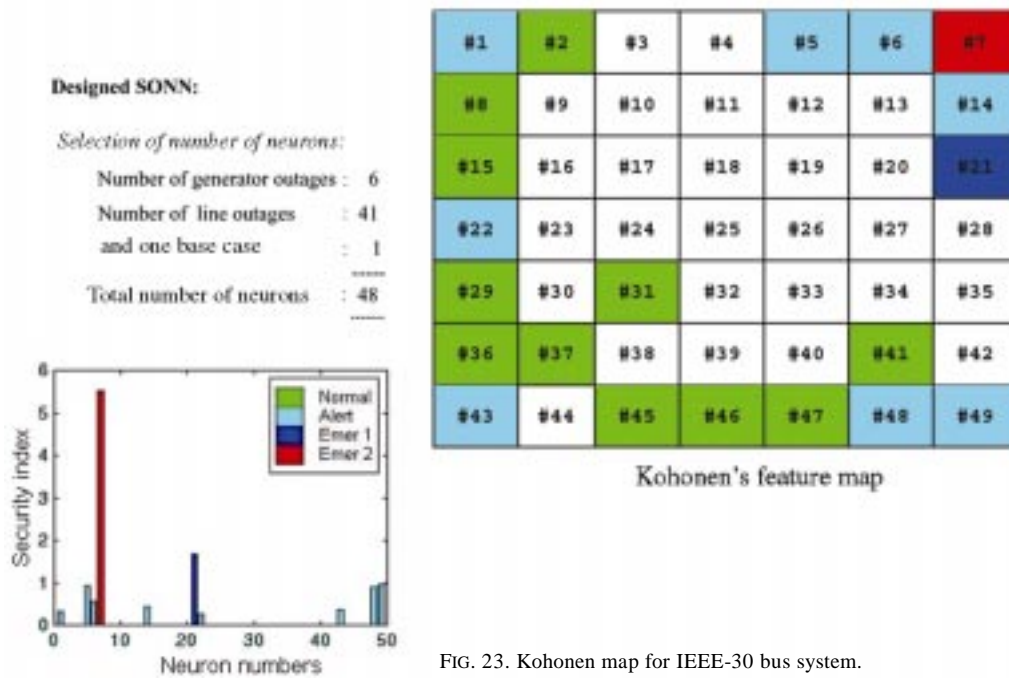 Designed SONN:
Selection of number of neurons:
Number of generator outages : 6
Number of line outages : 41
and one base case : 1
-----
Total number of neurons : 48
------
6
5
4
3
2
1
0
0 10 20 30 40 50
Security index
Neuron numbers
Normal
Alert
Emer 1
Emer 2
#1 #2 #3 #4 #5 #6 #7
#8 #9 #10 #11 #12 #13 #14
#15 #16 #17 #18 #19 #20 #21
#22 #23 #24 #25 #26 #27 #28
#29 #30 #31 #32 #33 #34 #35
#36 #37 #38 #39 #40 #41 #42
#43 #44 #45 #46 #47 #48 #49
Kohonen's feature map
FIG. 23. Kohonen map for IEEE-30 bus system.